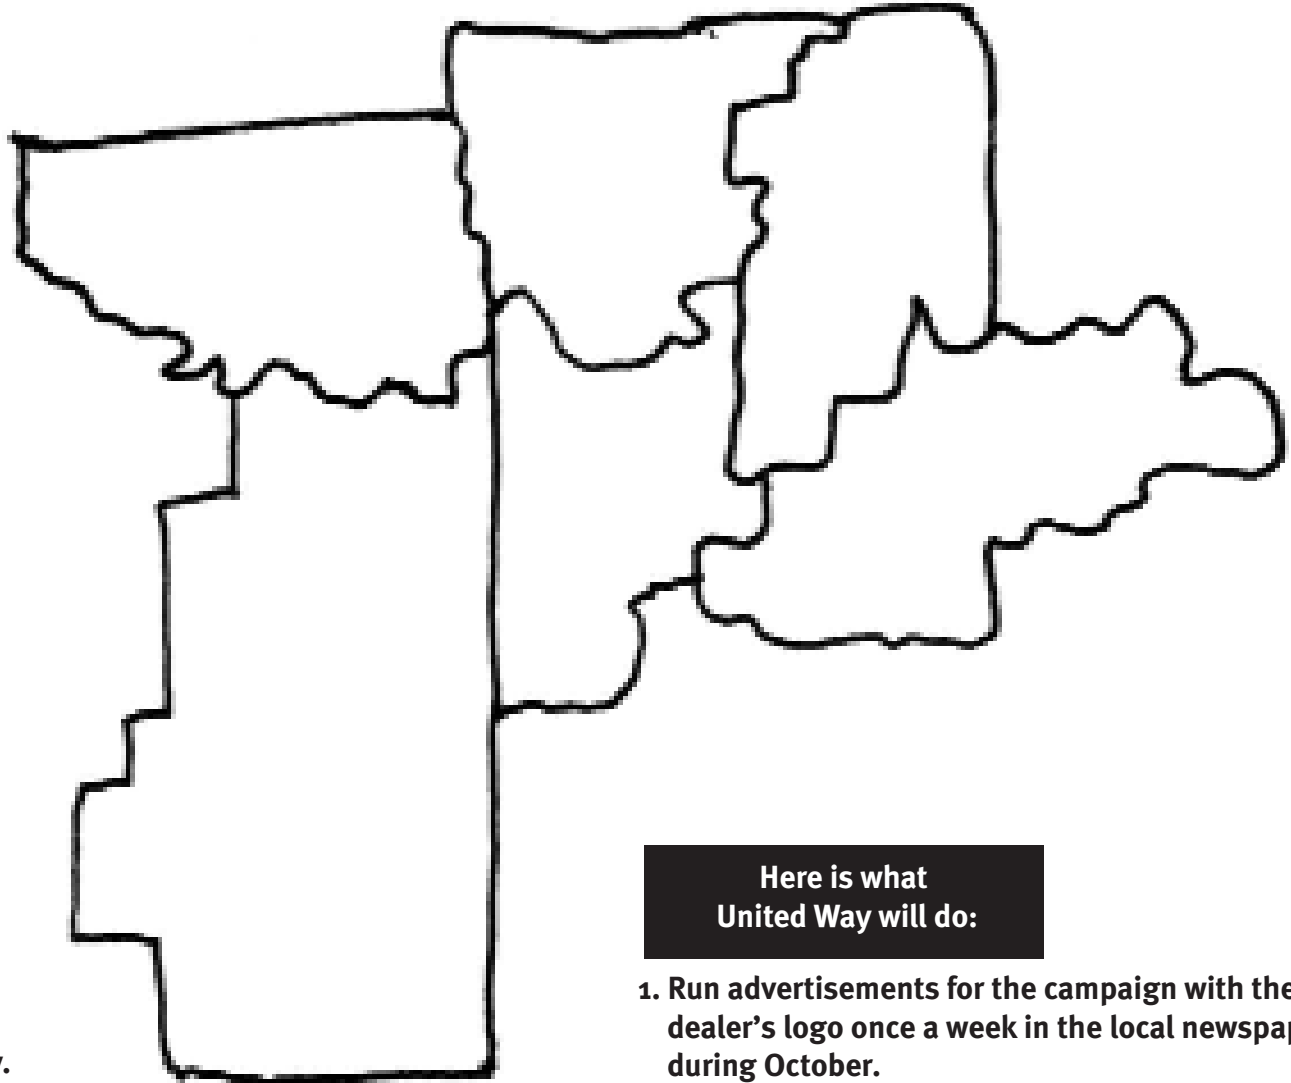 Here is what
United Way will do:
1. Run advertisements for the campaign with the
dealer’s logo once a week in the local
during October.